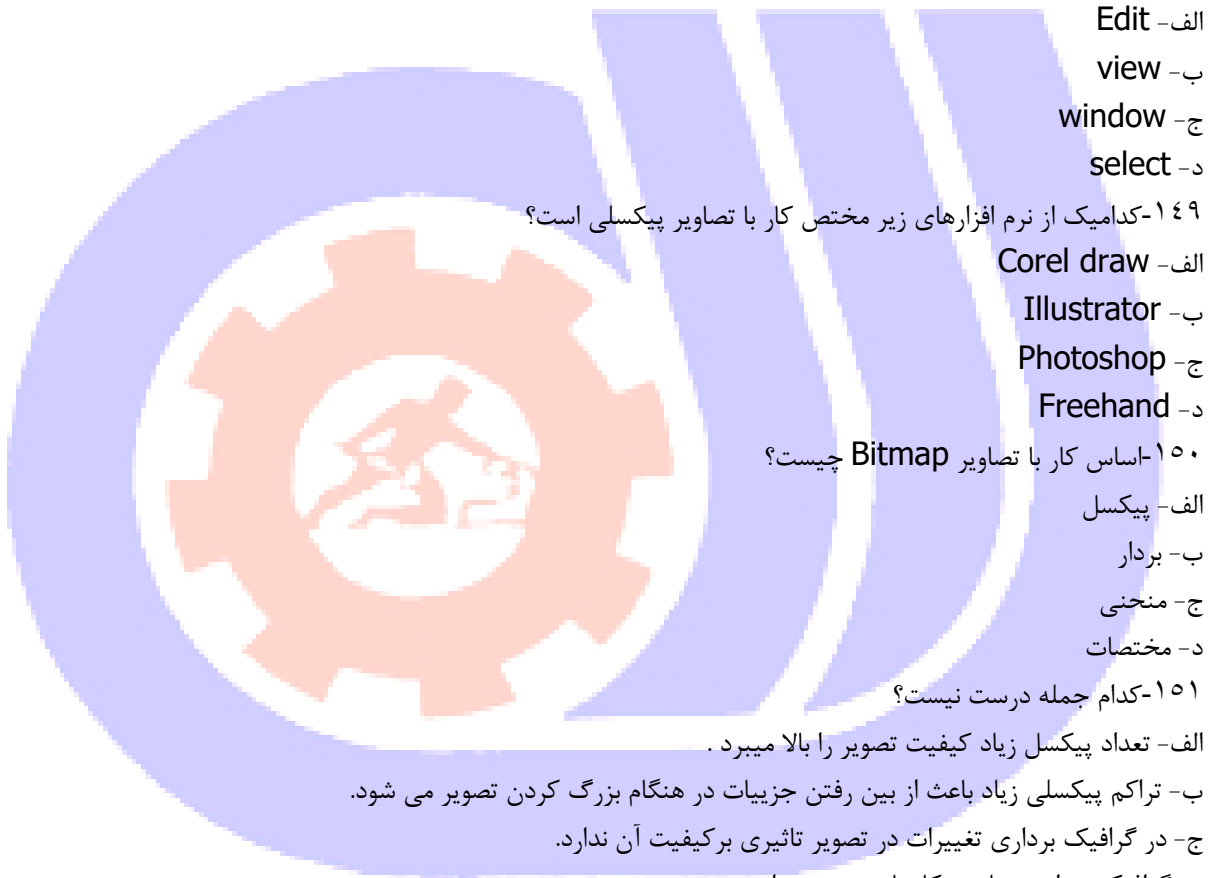 الف- Edit
ب- view
ج- window
د- select
١٤٩-کدامیک از نرم افزارهای زیر مختص کار با تصاویر پیکسلی است؟
الف- Corel draw
ب- Illustrator
ج- Photoshop
د- Freehand
١٥٠-اساس کار با تصاویر Bitmap چیست؟
الف- پیکسل
ب- بردار
ج- منحنی
د- مختصات
١٥١-کدام جمله درست نیست؟
الف- تعداد پیکسل زیاد کیفیت تصویر را بالا میبرد .
ب- تراکم پیکسلی زیاد باعث از بین رفتن جزییات در هنگام بزرگ کردن تصویر می شود.
ج- در گرافیک برداری تغییرات در تصویر تاثیری برکیفیت آن ندارد.